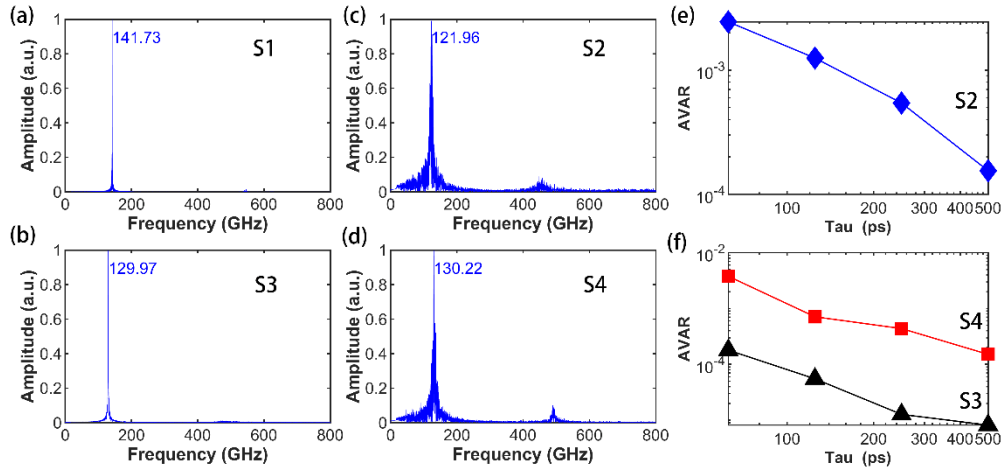 (a)
141.73
S1
1
0.8
0.6
0.4
0.2
0
Amplitude (a.u.)
0 200 400 600 800
Frequency (GHz)
(c)
121.96
S2
1
0.8
0.6
0.4
0.2
0
Amplitude (a.u.)
0 200 400 600 800
Frequency (GHz)
(e)
S2
10-3
10-4
AVAR
100 200 300 400 500
Tau (ps)
(b)
129.97
S3
1
0.8
0.6
0.4
0.2
0
Amplitude (a.u.)
0 200 400 600 800
Frequency (GHz)
(d)
130.22
S4
1
0.8
0.6
0.4
0.2
0
Amplitude (a.u.)
0 200 400 600 800
Frequency (GHz)
(f)
10-2
10-4
AVAR
S4
S3
100 200 300 400 500
Tau (ps)